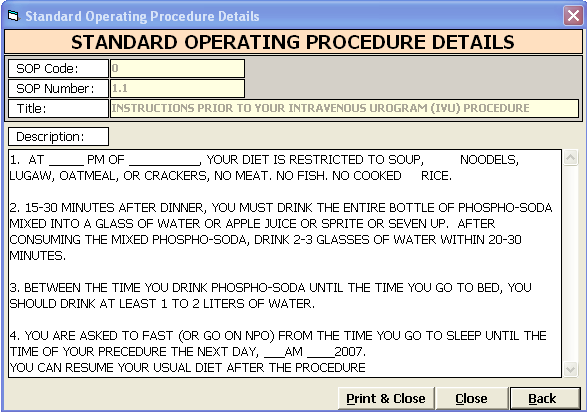 Standard Operating Procedure Details
STANDARD OPERATING PROCEDURE DETAILS
SOP Code: 0
SOP Number: 1.1
Title: INSTRUCTIONS PRIOR TO YOUR INTRAVENOUS UROGRAM (IVU) PROCEDURE
Description:
1. AT _____ PM OF __________, YOUR DIET IS RESTRICTED TO SOUP, NOODELS,
LUGAW, OATMEAL, OR CRACKERS, NO MEAT. NO FISH. NO COOKED RICE.
2. 15-30 MINUTES AFTER DINNER, YOU MUST DRINK THE ENTIRE BOTTLE OF PHOSPHO-SODA
MIXED INTO A GLASS OF WATER OR APPLE JUICE OR SPRITE OR SEVEN UP. AFTER
CONSUMING THE MIXED PHOSPHO-SODA, DRINK 2-3 GLASSES OF WATER WITHIN 20-30
MINUTES.
3. BETWEEN THE TIME YOU DRINK PHOSPHO-SODA UNTIL THE TIME YOU GO TO BED, YOU
SHOULD DRINK AT LEAST 1 TO 2 LITERS OF WATER.
4. YOU ARE ASKED TO FAST (OR GO ON NPO) FROM THE TIME YOU GO TO SLEEP UNTIL THE
TIME OF YOUR PRECEDURE THE NEXT DAY, ___AM ____2007.
YOU CAN RESUME YOUR USUAL DIET AFTER THE PROCEDURE
Print & Close Close Back